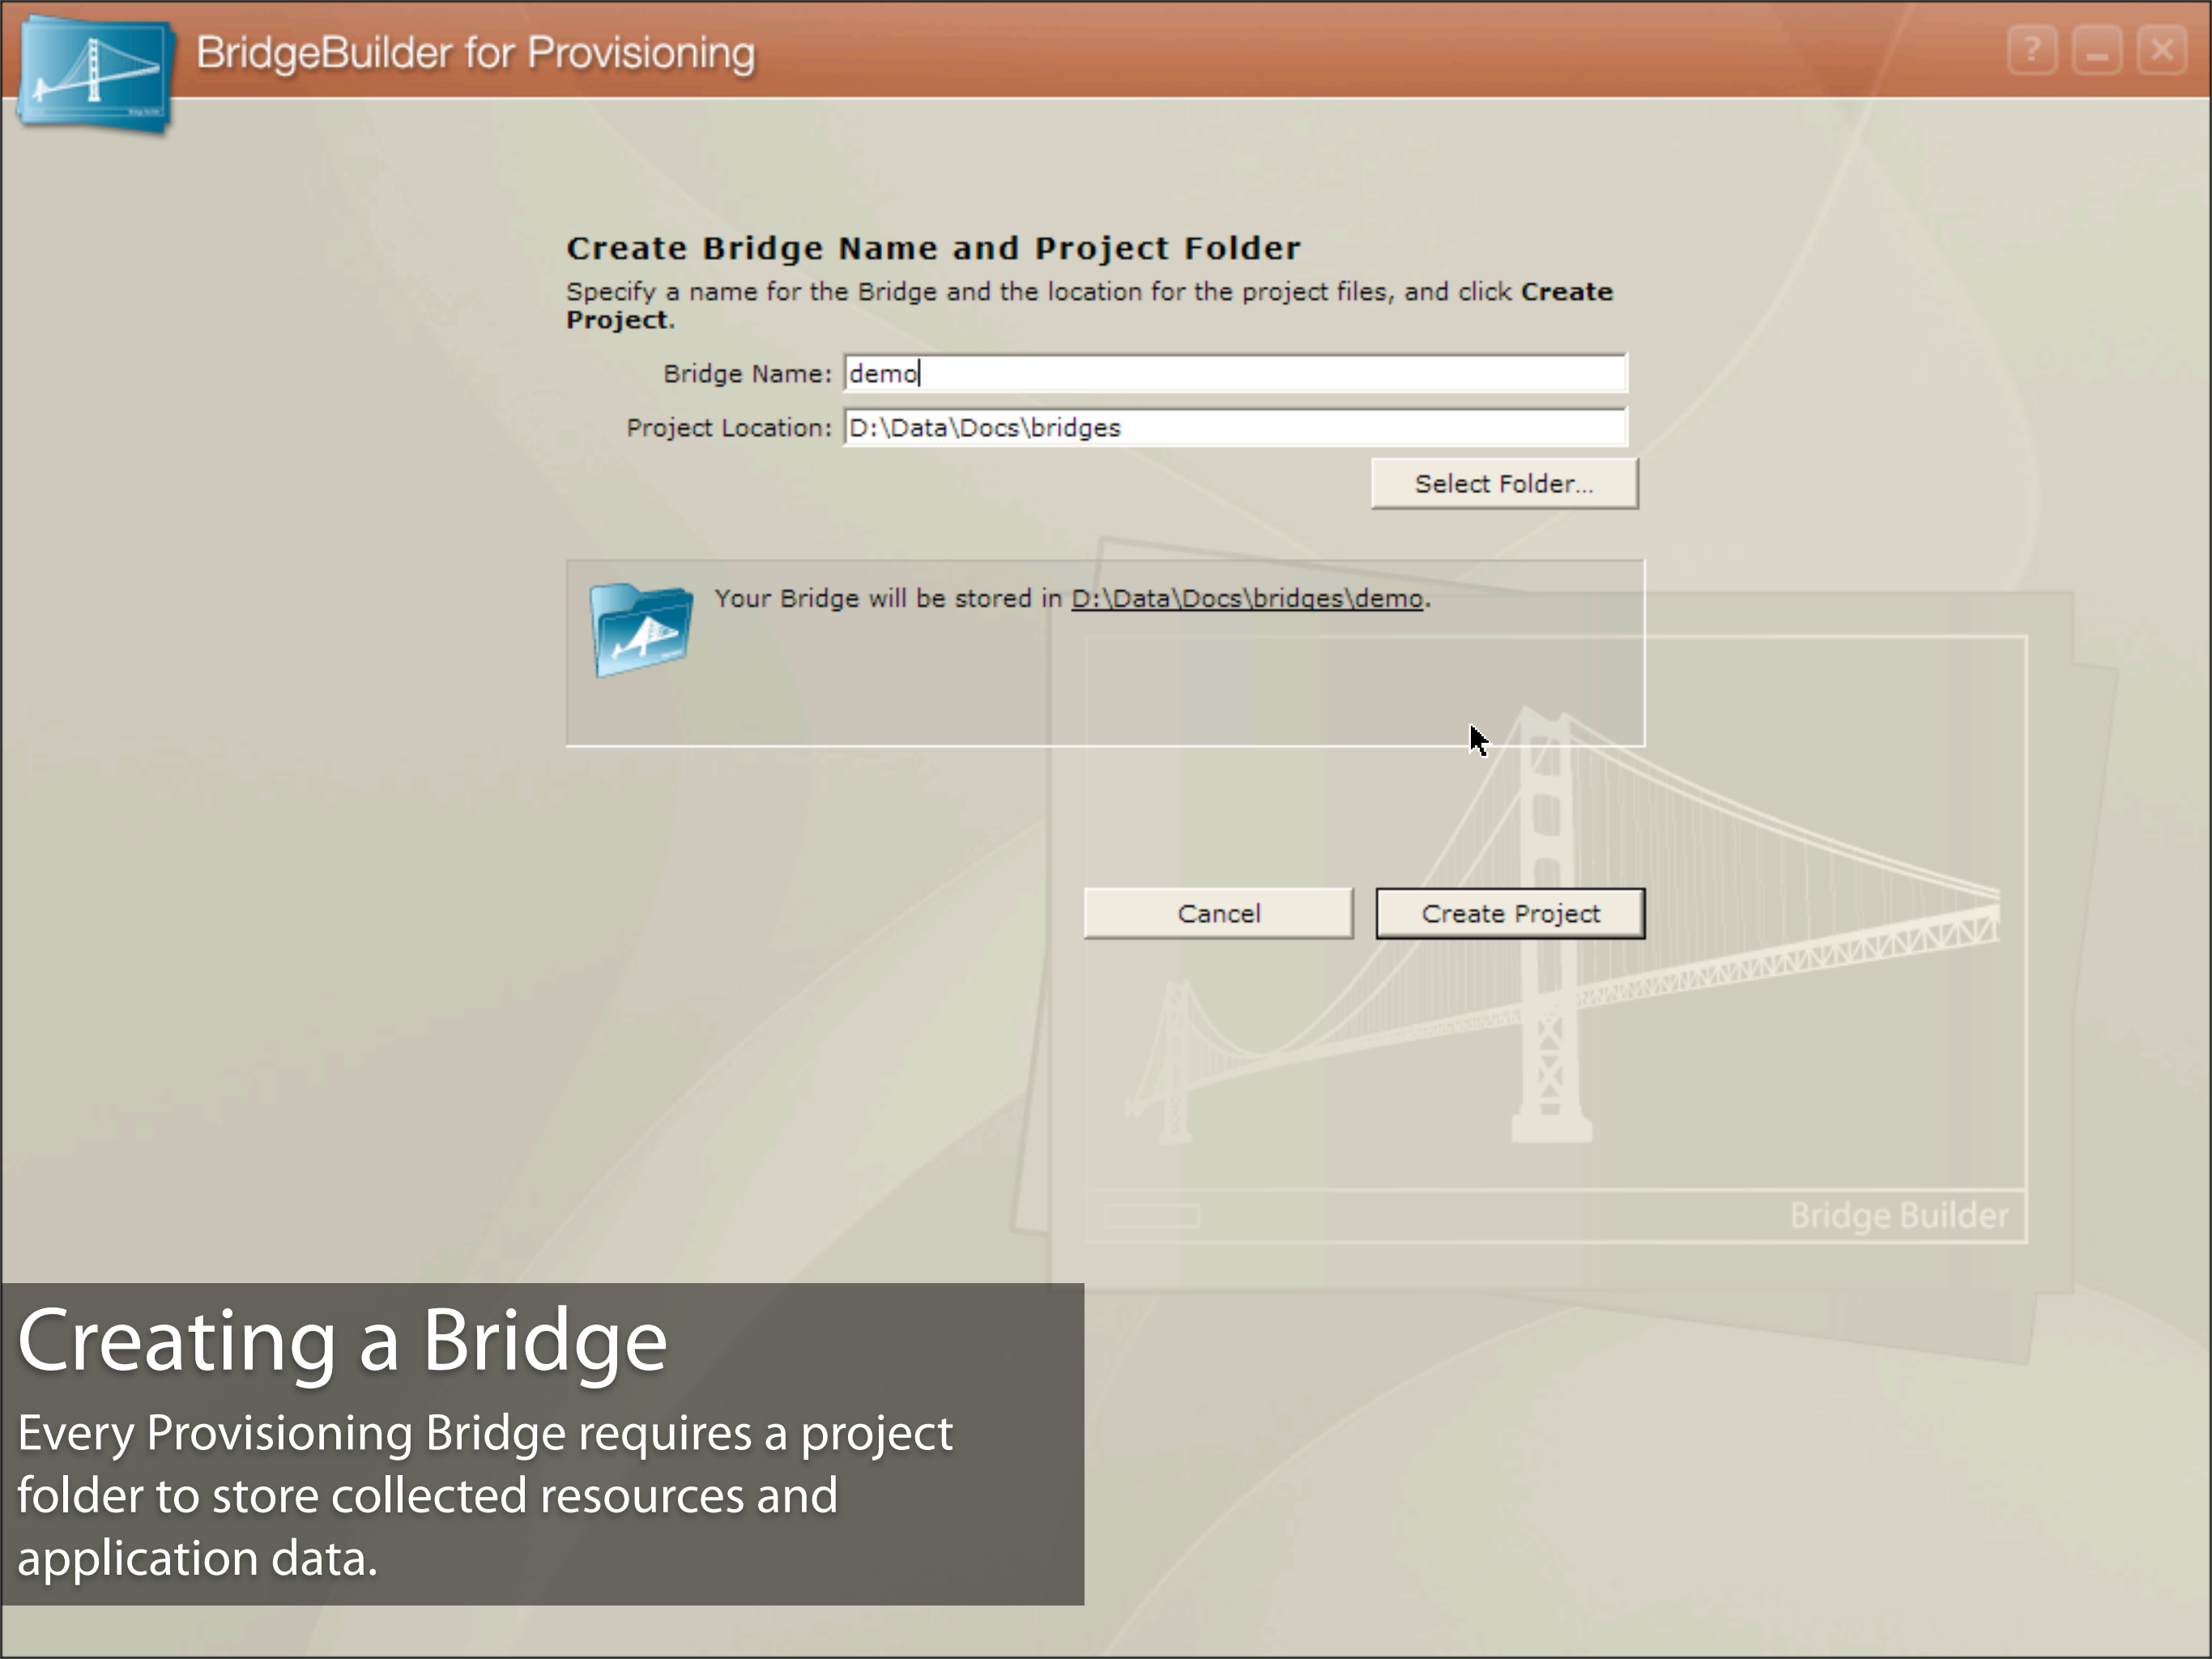 BridgeBuilder for Provisioning
Create Bridge Name and Project Folder
Specify a name for the Bridge and the location for the project files, and click Create
Project.
Bridge Name: demo
Project Location: D:\Data\Docs\bridges
Select Folder...
Your Bridge will be stored in D:\Data\Docs\bridges\demo.
Cancel
Create Project
Bridge Builder
Creating a Bridge
Every Provisioning Bridge requires a project
folder to store collected resources and
application data.